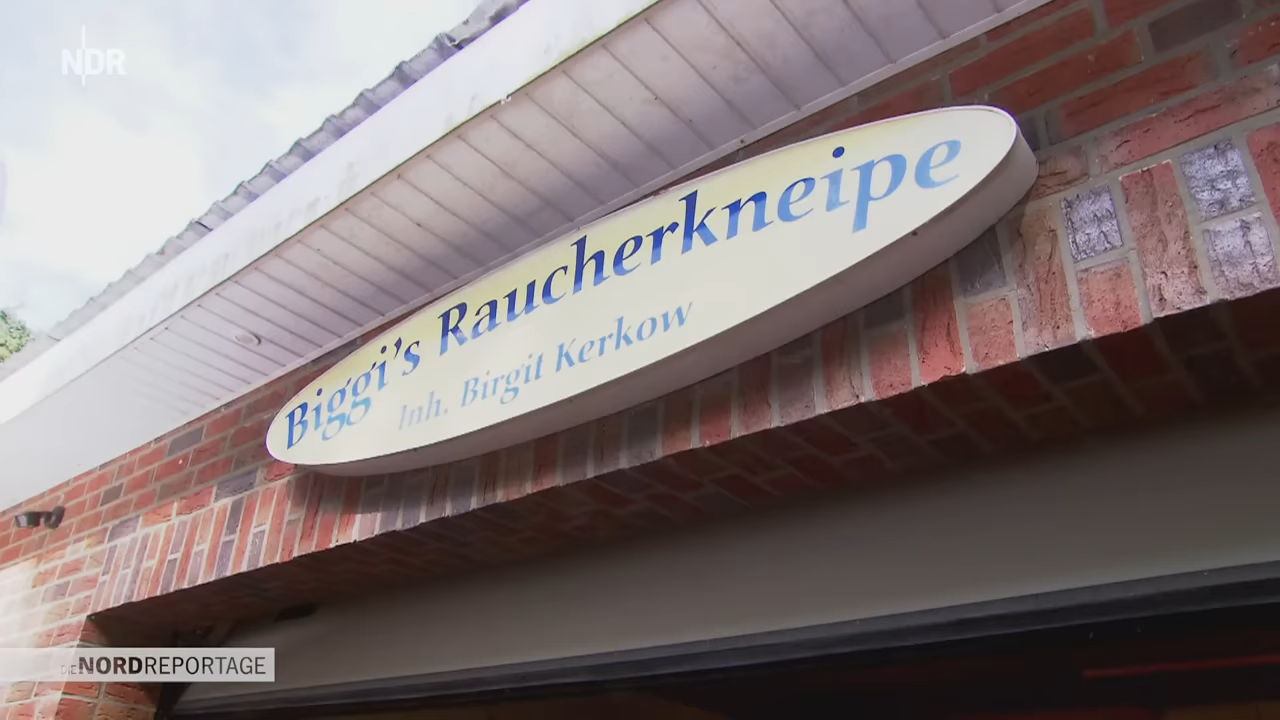 NDR
Biggi's Raucherkneipe
Inh. Birgit Kerkow
DIE NORDREPORTAGE